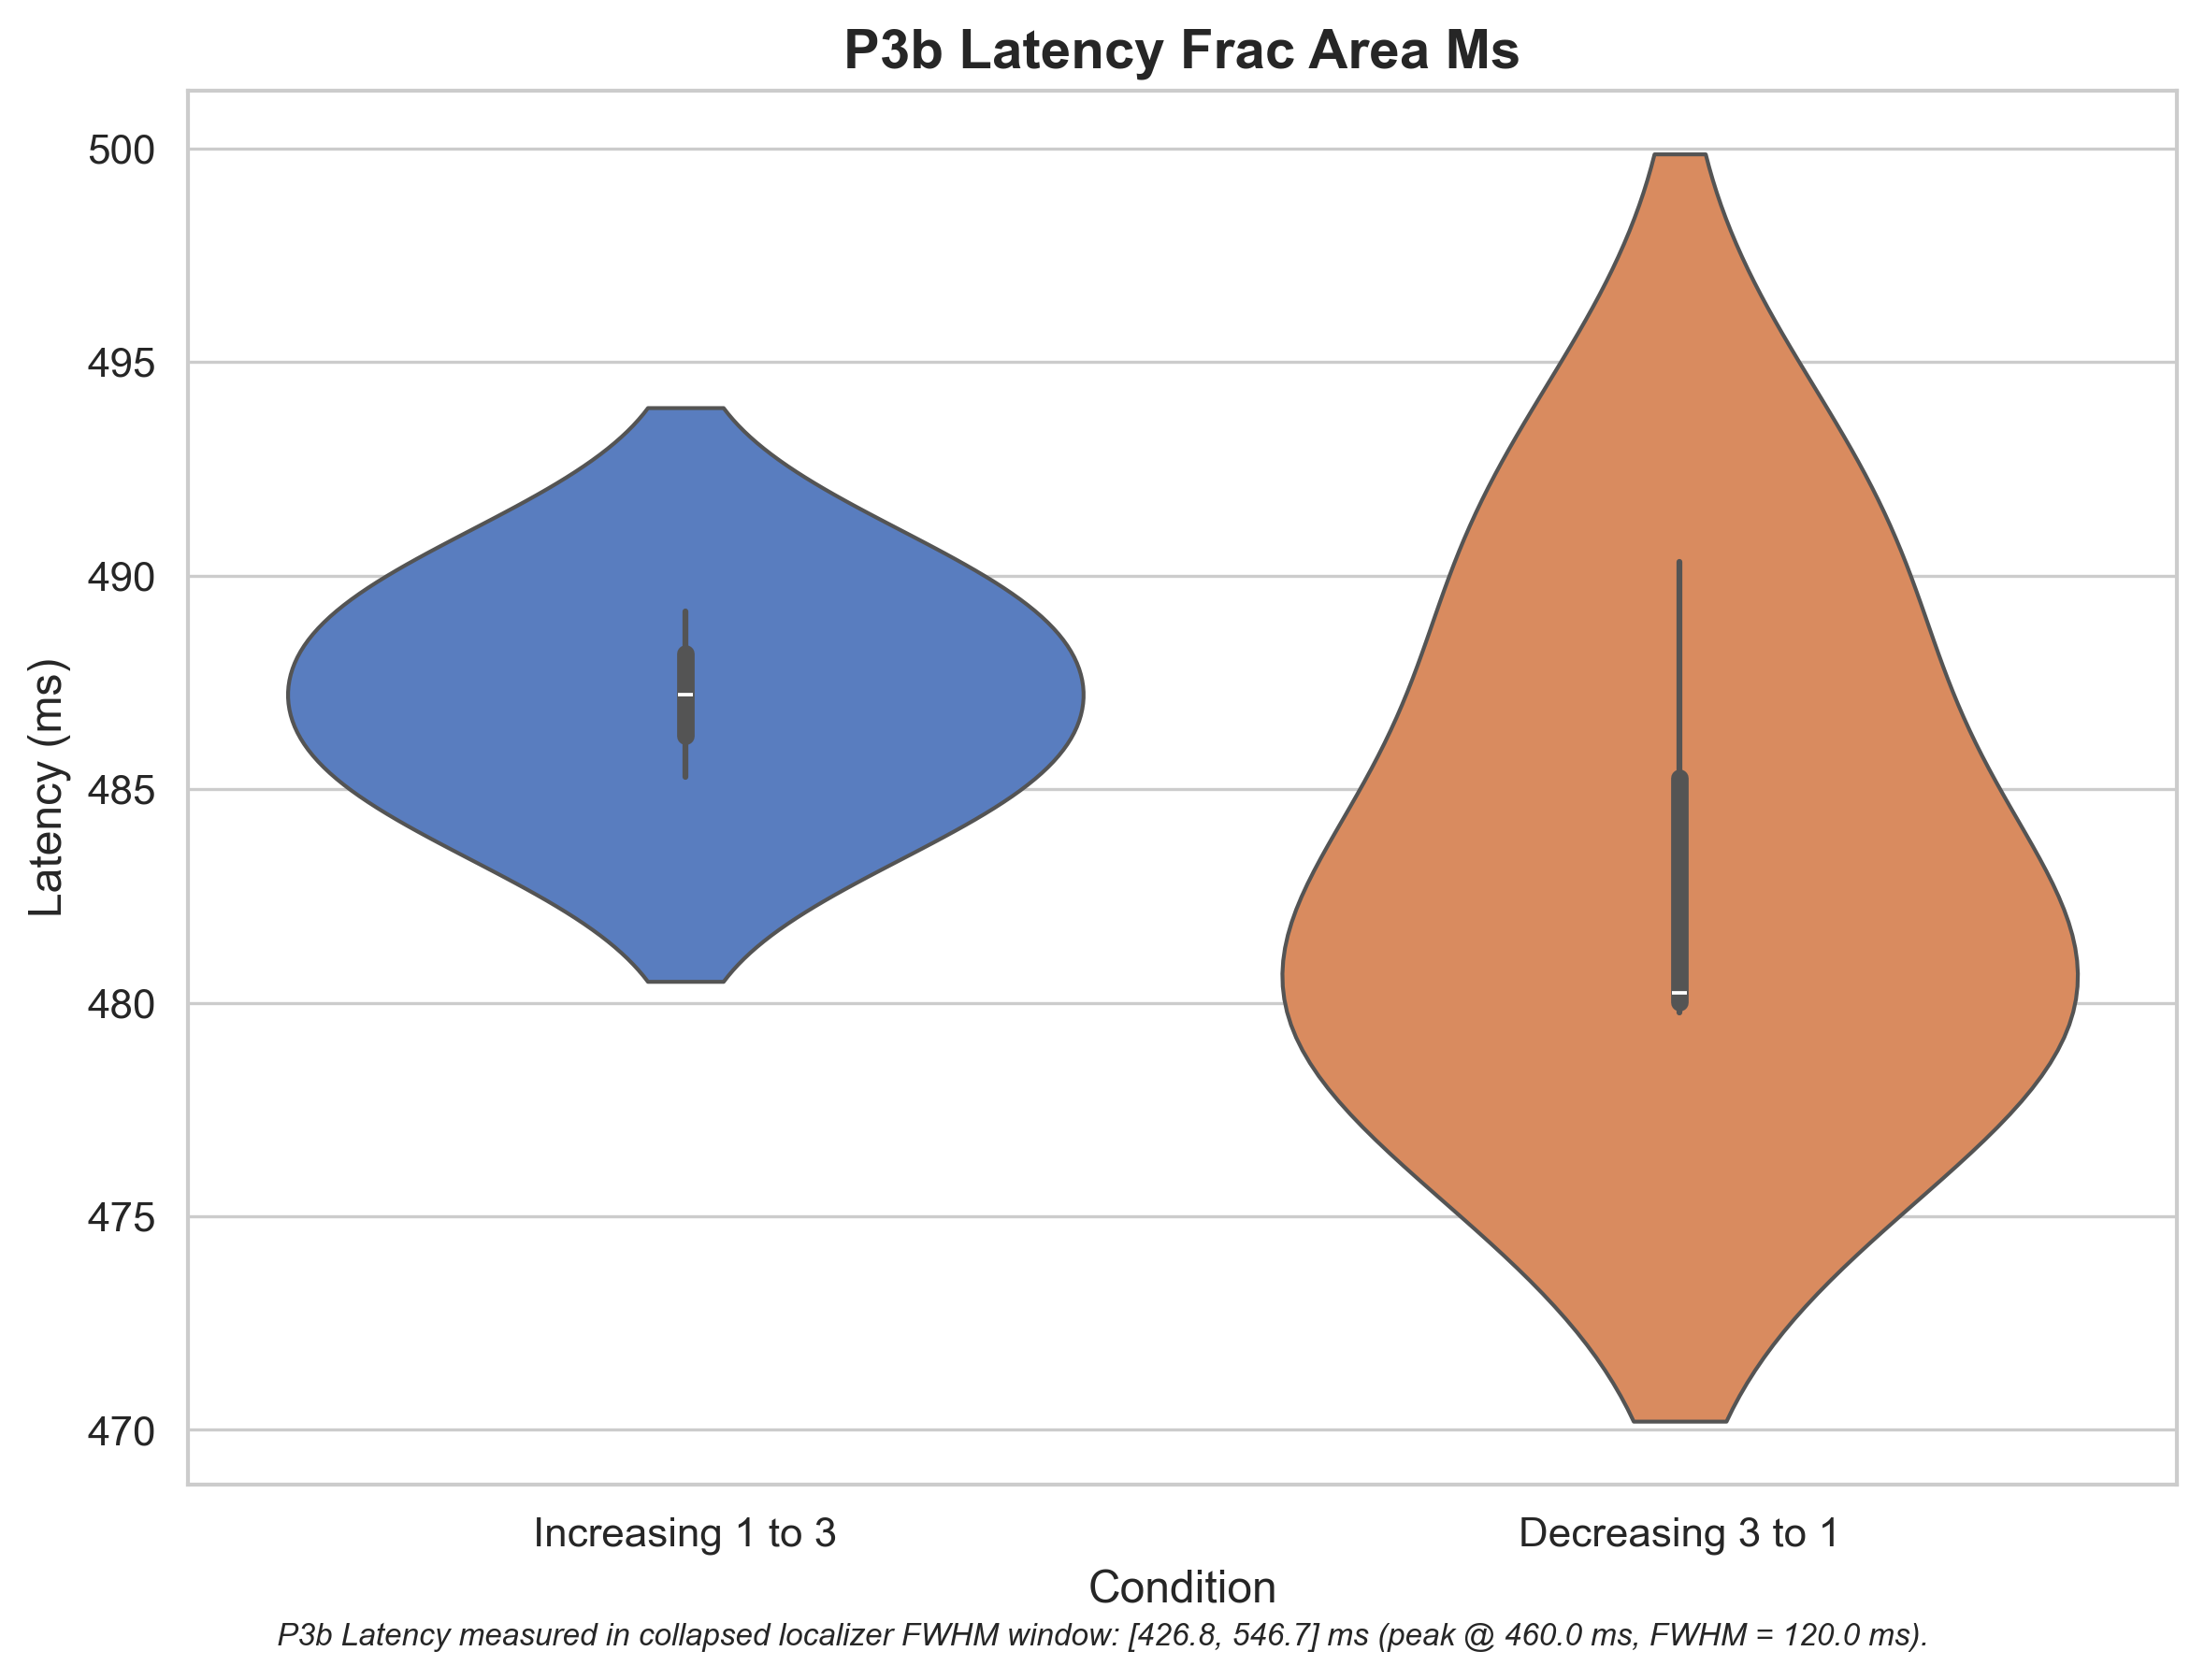 P3b Latency Frac Area Ms
Latency (ms)
500
495
490
485
480
475
470
Increasing 1 to 3
Decreasing 3 to 1
Condition
P3b Latency measured in collapsed localizer FWHM window: [426.8, 546.7] ms (peak @ 460.0 ms, FWHM = 120.0 ms).